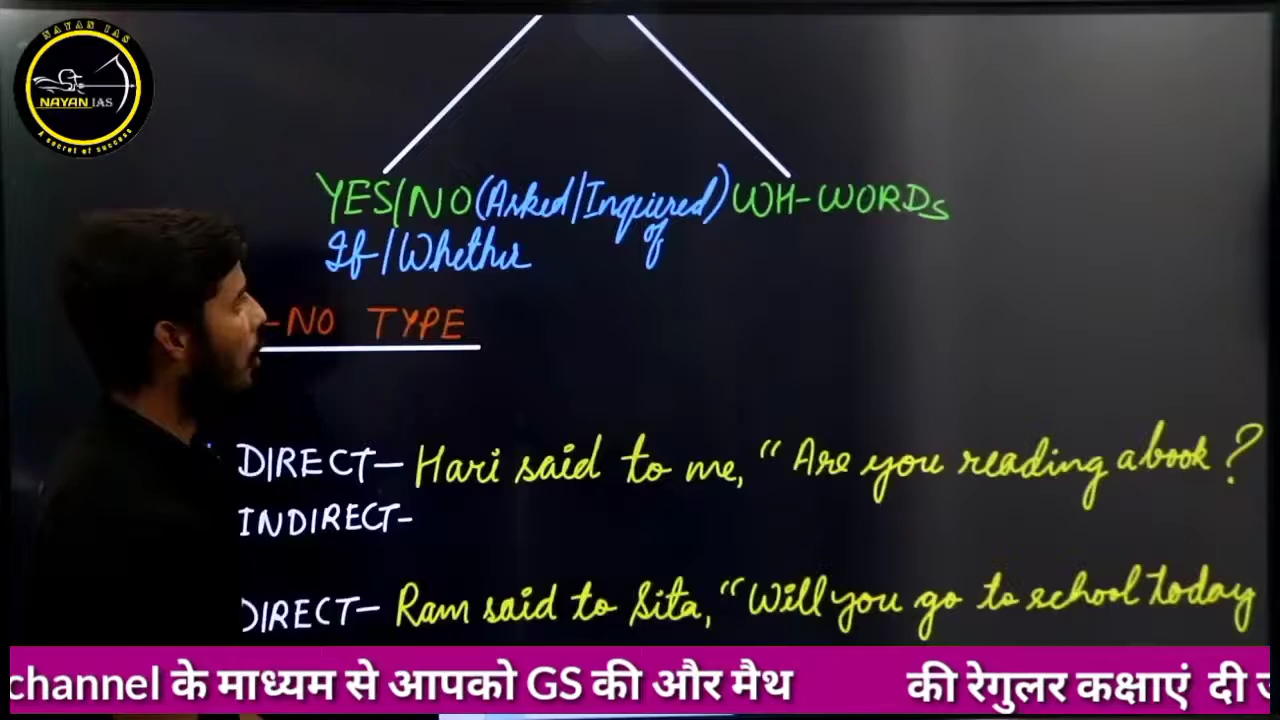 NAYAN IAS
NAYAN IAS
A secret of success
YES/NO (Asked/Inquiered of) WH-WORDs
If/Whether
-NO TYPE
DIRECT- Hari said to me, "Are you reading a book?
INDIRECT-
DIRECT- Ram said to Sita, "Will you go to school today
channel के माध्यम से आपको GS की और मैथ की रेगुलर कक्षाएं दी